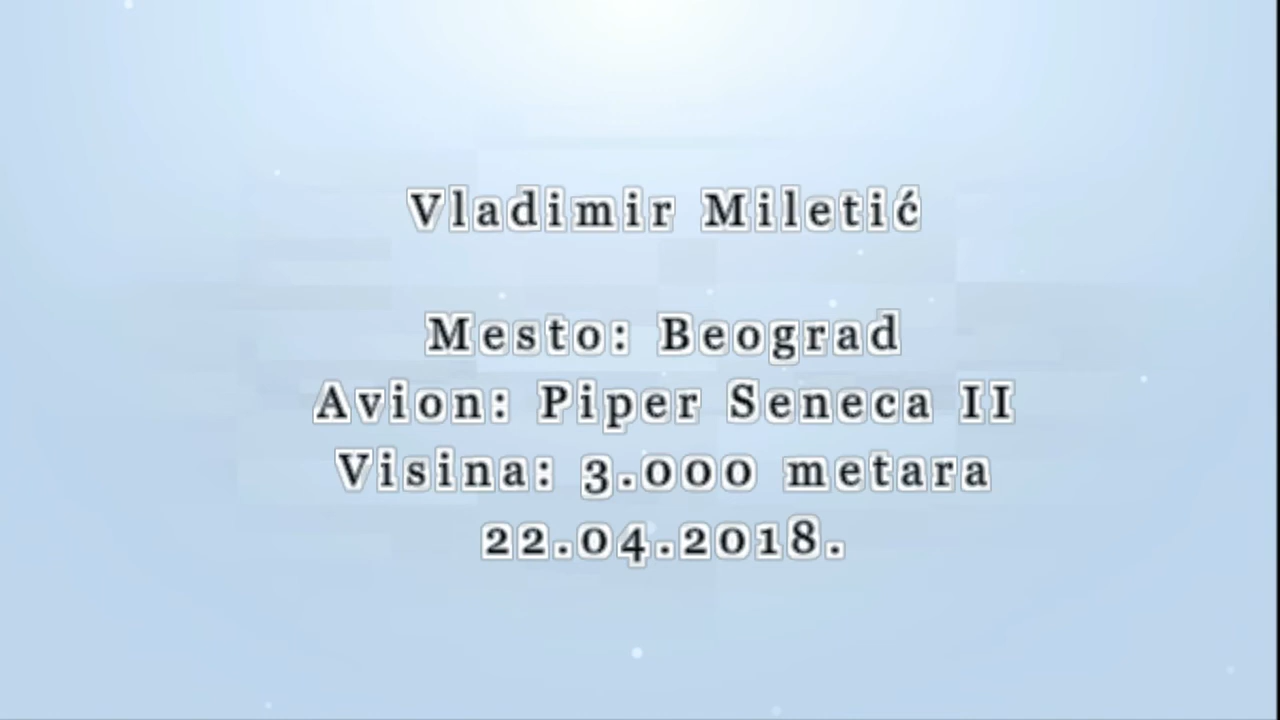 Vladimir Miletić
Mesto: Beograd
Avion: Piper Seneca II
Visina: 3.000 metara
22.04.2018.